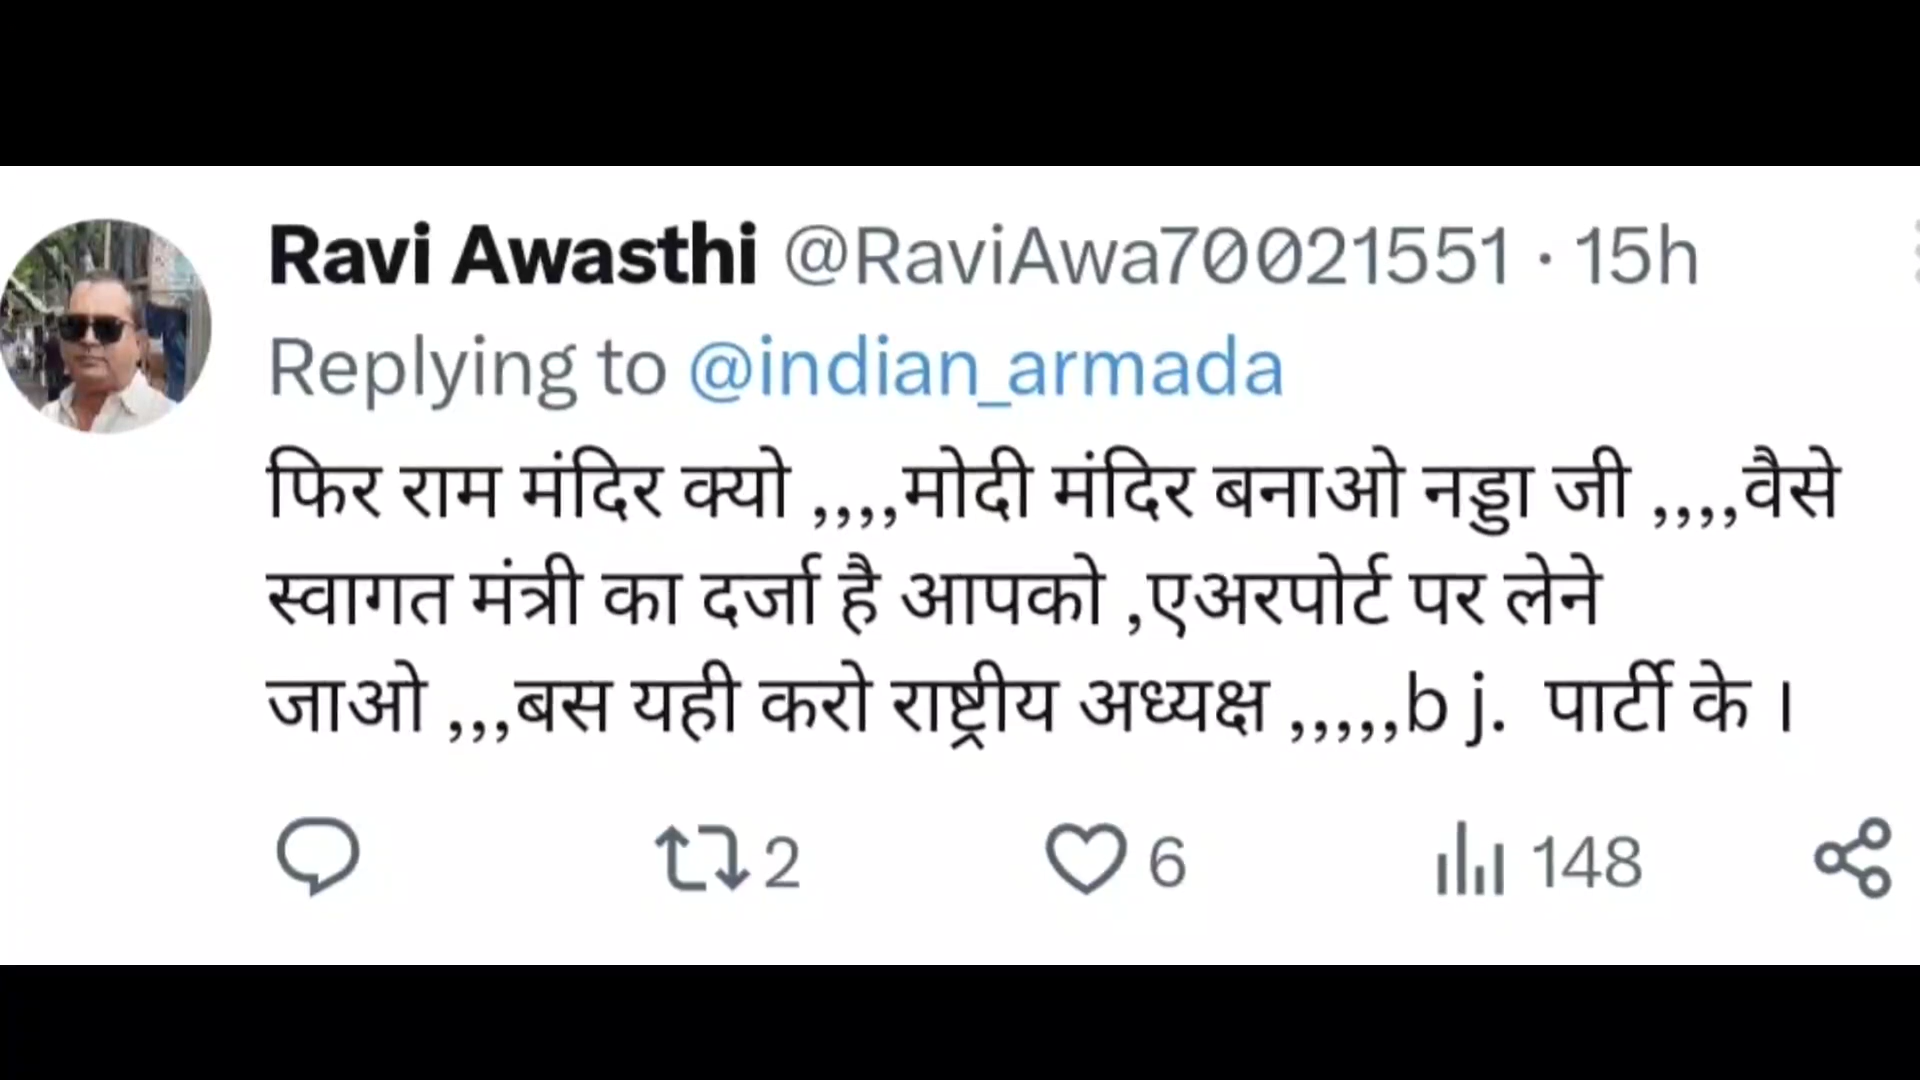 Ravi Awasthi @RaviAwa70021551 · 15h
Replying to @indian_armada
फिर राम मंदिर क्यो ,,,,मोदी मंदिर बनाओ नड्डा जी ,,,,वैसे
स्वागत मंत्री का दर्जा है आपको ,एअरपोर्ट पर लेने
जाओ ,,,बस यही करो राष्ट्रीय अध्यक्ष ,,,,,b j. पार्टी के ।
2 6 148